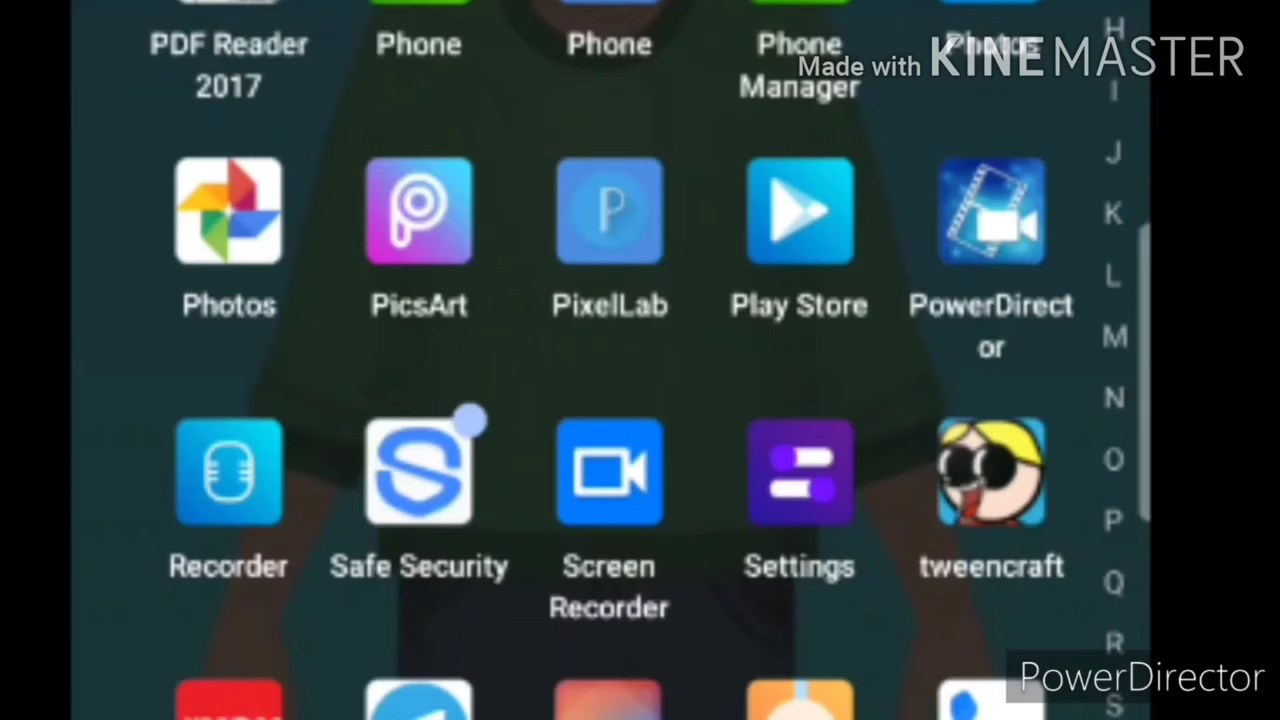 PDF Reader
2017
Phone
Phone
Phone
Manager
Photos
Made with KINEMASTER
Photos
PicsArt
PixelLab
Play Store
PowerDirect
or
Recorder
Safe Security
Screen
Recorder
Settings
tweencraft
H
I
J
K
L
M
N
O
P
Q
R
S
PowerDirector